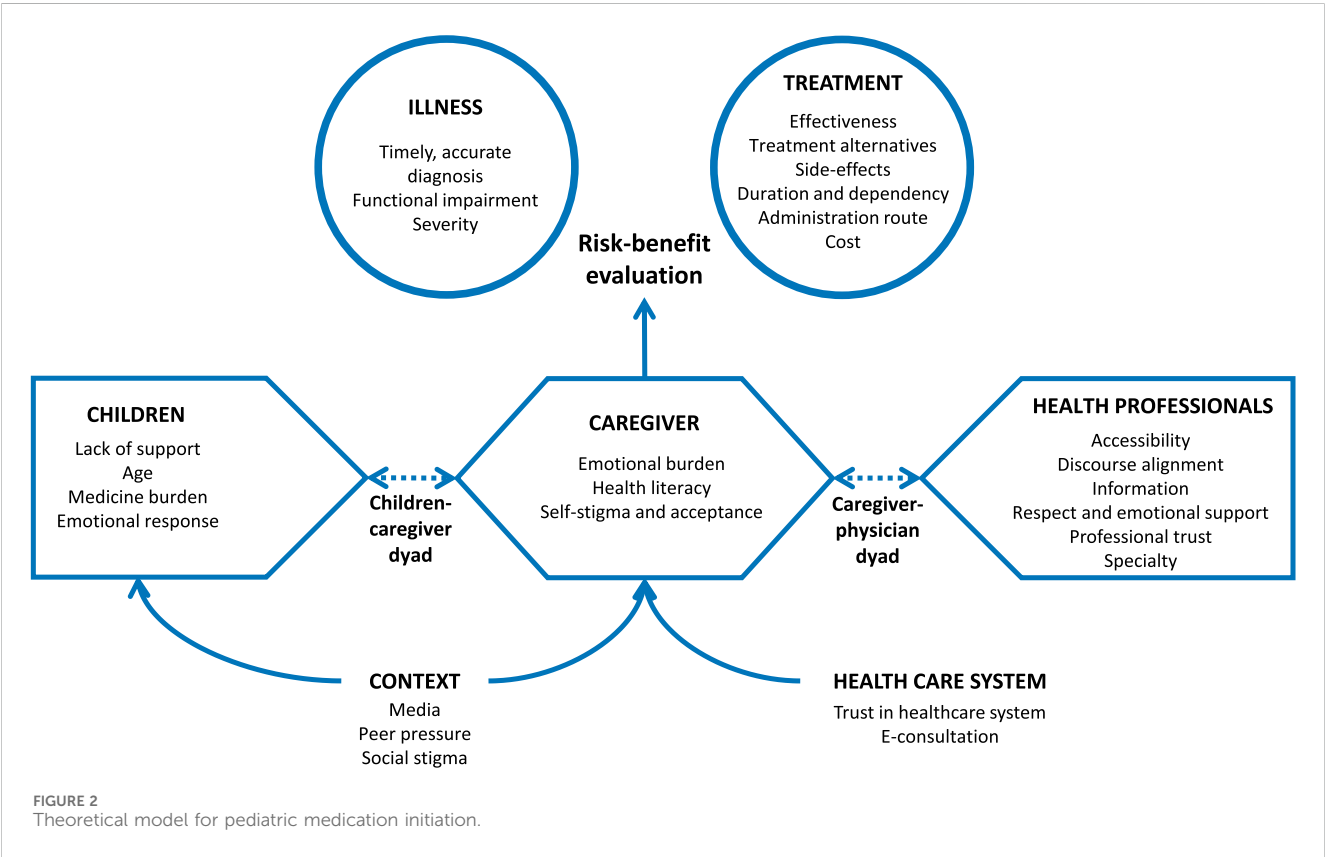 ILLNESS
Timely, accurate
diagnosis
Functional impairment
Severity
TREATMENT
Effectiveness
Treatment alternatives
Side-effects
Duration and dependency
Administration route
Cost
Risk-benefit
evaluation
CHILDREN
Lack of support
Age
Medicine burden
Emotional response
Children-
caregiver
dyad
CAREGIVER
Emotional burden
Health literacy
Self-stigma and acceptance
Caregiver-
physician
dyad
HEALTH PROFESSIONALS
Accessibility
Discourse alignment
Information
Respect and emotional support
Professional trust
Specialty
CONTEXT
Media
Peer pressure
Social stigma
HEALTH CARE SYSTEM
Trust in healthcare system
E-consultation
FIGURE 2
Theoretical model for pediatric medication initiation.